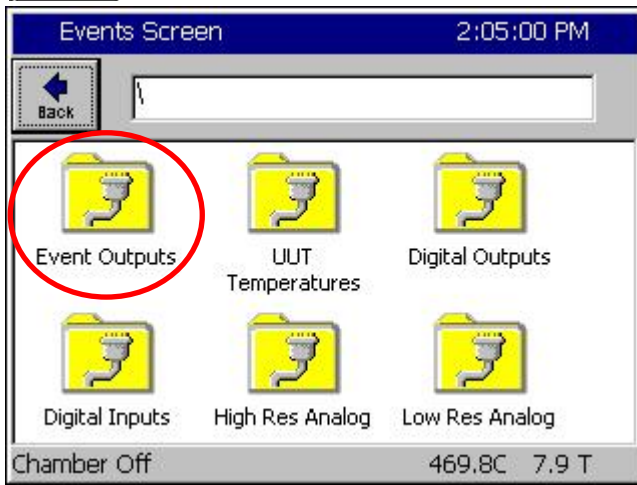 Events Screen 2:05:00 PM
Back \
Event Outputs UUT Temperatures Digital Outputs
Digital Inputs High Res Analog Low Res Analog
Chamber Off 469.8C 7.9 T